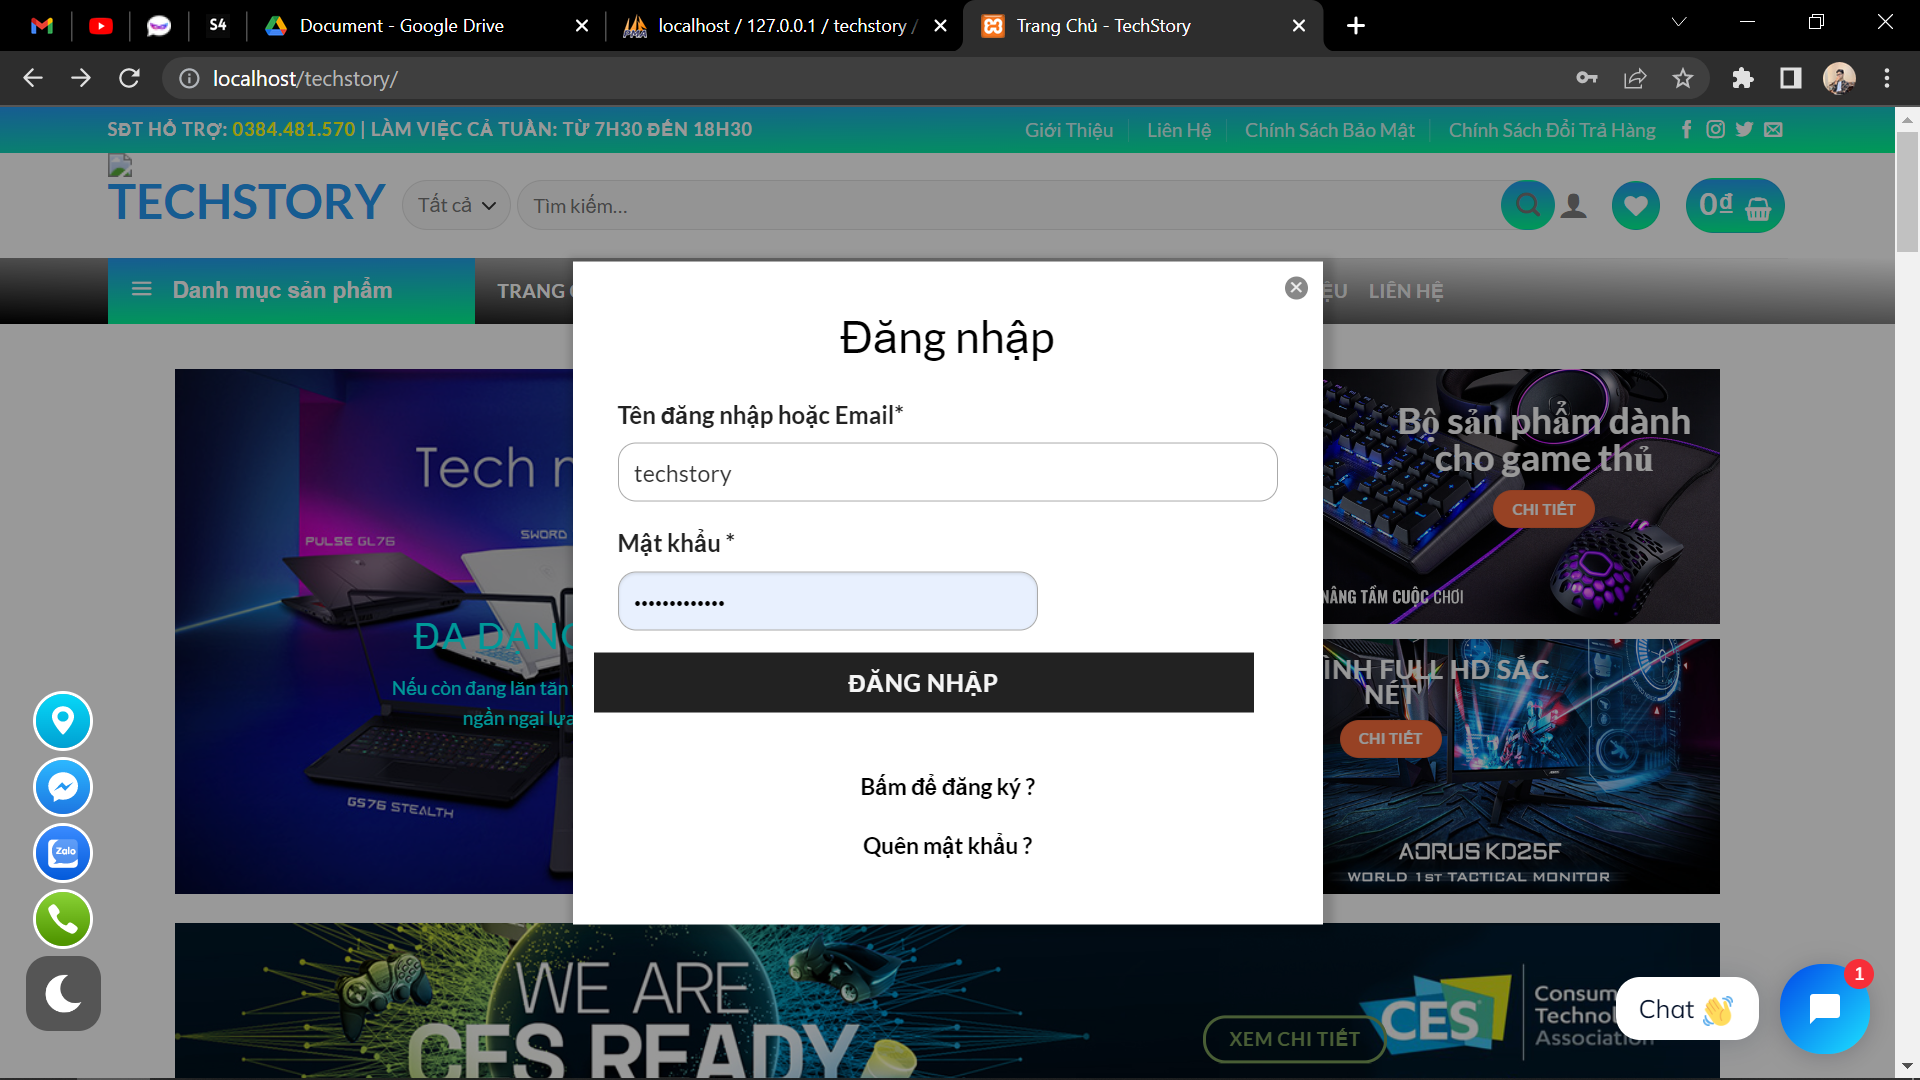 S4
Document - Google Drive
localhost / 127.0.0.1 / techstory /
Trang Chủ - TechStory
localhost/techstory/
SĐT HỖ TRỢ: 0384.481.570 | LÀM VIỆC CẢ TUẦN: TỪ 7H30 ĐẾN 18H30
Giới Thiệu
Liên Hệ
Chính Sách Bảo Mật
Chính Sách Đổi Trả Hàng
TECHSTORY
Tất cả
Tìm kiếm...
0₫
Danh mục sản phẩm
TRANG
LIÊN HỆ
Đăng nhập
Tên đăng nhập hoặc Email*
techstory
Mật khẩu *
•••••••••••••
ĐĂNG NHẬP
Bấm để đăng ký ?
Quên mật khẩu ?
Tech
PULSE GL76
SWORD
ĐA DẠNG
Nếu còn đang lăn tăn
ngần ngại lựa
GS76 STEALTH
Bộ sản phẩm dành
cho game thủ
CHI TIẾT
NÂNG TẦM CUỘC CHƠI
ÌNH FULL HD SẮC
NÉT
CHI TIẾT
AORUS KD25F
WORLD 1ST TACTICAL MONITOR
Zalo
WE ARE
CES READY
XEM CHI TIẾT
CES
Consum
Technol
Association
Chat 👋
1